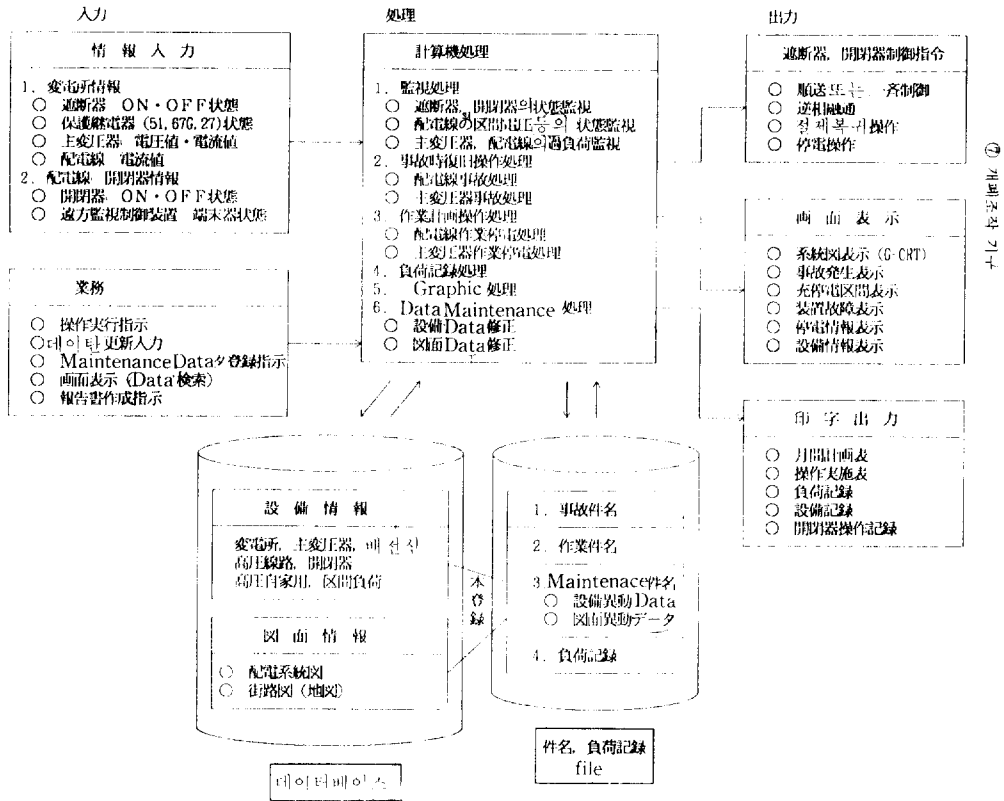 入力
情報入力
1. 変電所情報
○ 遮断器 ON・OFF状態
○ 保護継電器 (51,67G,27)状態
○ 主変圧器 電圧値・電流値
○ 配電線 電流値
2. 配電線 開閉器情報
○ 開閉器 ON・OFF状態
○ 遠方監視制御装置 端末器状態
業務
○ 操作実行指示
○ 데이타更新入力
○ MaintenanceData々登録指示
○ 画面表示 (Data検索)
○ 報告書作成指示
処理
計算機処理
1. 監視処理
○ 遮断器, 開閉器의状態監視
○ 配電線의区間電圧등의 状態監視
○ 主変圧器, 配電線의過負荷監視
2. 事故時復旧操作処理
○ 配電線事故処理
○ 主変圧器事故処理
3. 作業計画操作処理
○ 配電線作業停電処理
○ 主変圧器作業停電処理
4. 負荷記録処理
5. Graphic 処理
6. Data Maintenance 処理
○ 設備Data修正
○ 図面Data修正
出力
遮断器, 開閉器制御指令
○ 順送또는 一斉制御
○ 逆相融通
○ 절체복귀操作
○ 停電操作
画面表示
○ 系統図表示 (G-CRT)
○ 事故発生表示
○ 充停電区間表示
○ 装置故障表示
○ 停電情報表示
○ 設備情報表示
印字出力
○ 月間計画表
○ 操作実施表
○ 負荷記録
○ 設備記録
○ 開閉器操作記録
⑦ 개폐조작 기구
設備情報
変電所, 主変圧器, 배전선
高圧線路, 開閉器
高圧自家用, 区間負荷
図面情報
○ 配電系統図
○ 街路図 (地図)
本登録
1. 事故件名
2. 作業件名
3. Maintenace件名
○ 設備異動Data
○ 図面異動データ
4. 負荷記録
데이터베이스
件名, 負荷記録
file